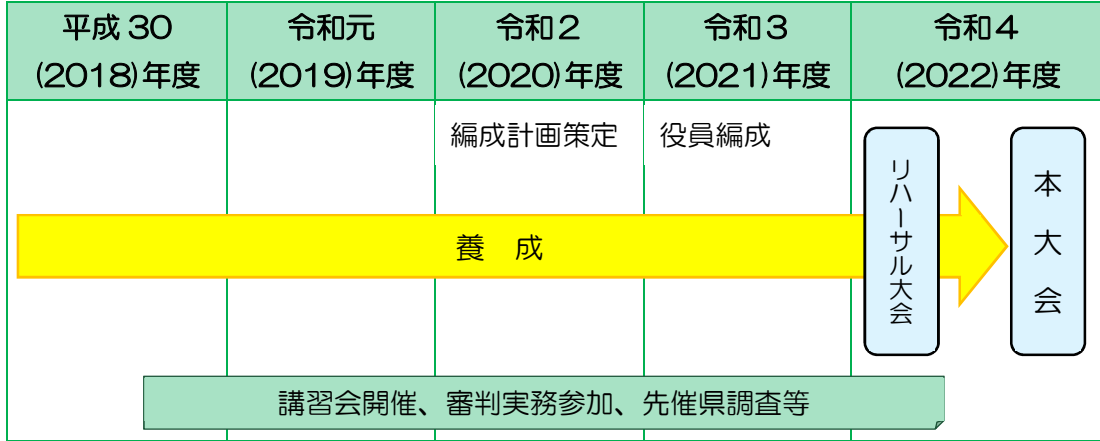 平成30
(2018)年度
令和元
(2019)年度
令和2
(2020)年度
令和3
(2021)年度
令和4
(2022)年度
編成計画策定
役員編成
養　成
リハーサル大会
本大会
講習会開催、審判実務参加、先催県調査等